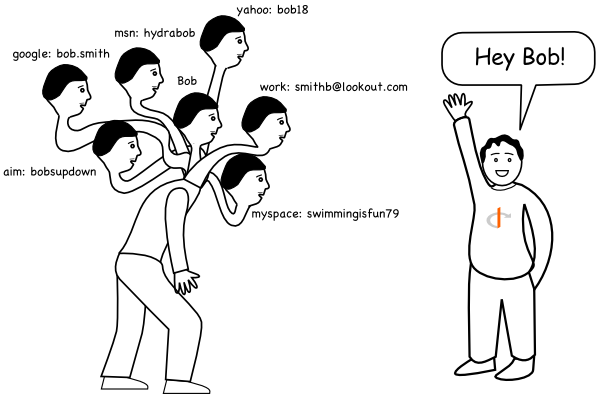 yahoo: bob18
msn: hydrabob
google: bob.smith
Bob
work: smithb@lookout.com
aim: bobsupdown
myspace: swimmingisfun79
Hey Bob!